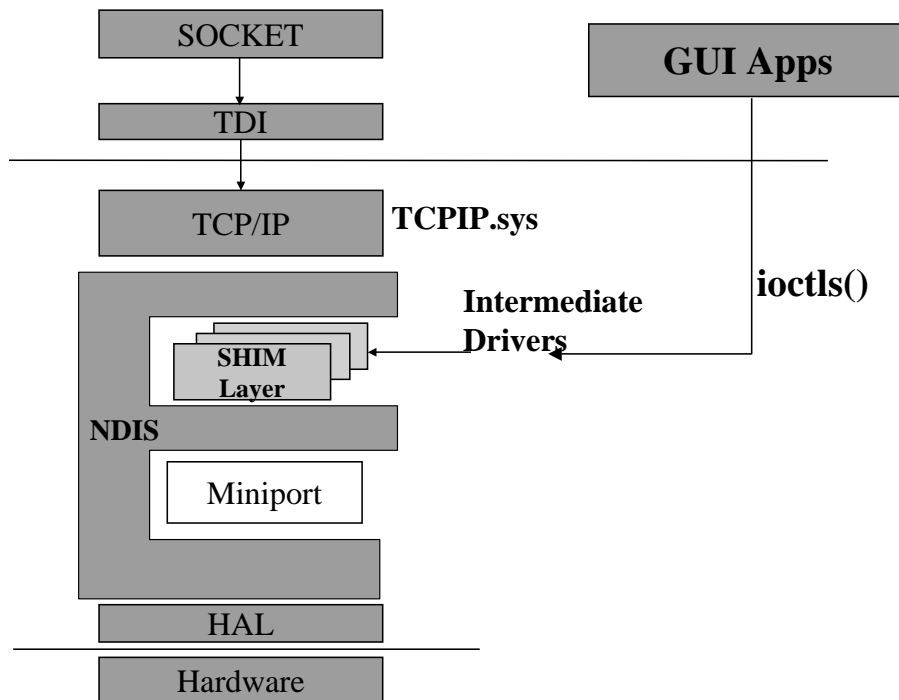 SOCKET
GUI Apps
TDI
TCP/IP
TCPIP.sys
ioctls()
Intermediate
Drivers
SHIM
Layer
NDIS
Miniport
HAL
Hardware